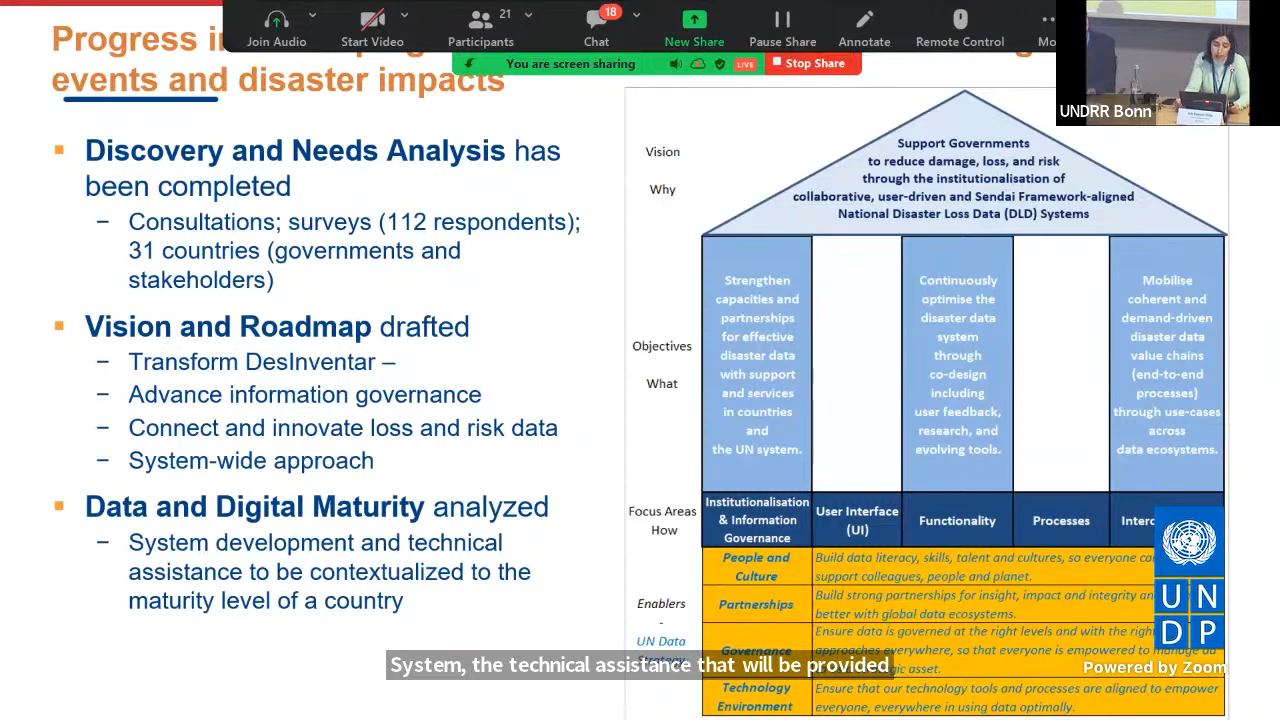 Join Audio
Start Video
21
Participants
18
Chat
New Share
Pause Share
Annotate
Remote Control
You are screen sharing
LIVE
Stop Share
UNDRR Bonn
Progress
events and disaster impacts
Discovery and Needs Analysis has
been completed
− Consultations; surveys (112 respondents);
31 countries (governments and
stakeholders)
Vision and Roadmap drafted
− Transform DesInventar –
− Advance information governance
− Connect and innovate loss and risk data
− System-wide approach
Data and Digital Maturity analyzed
− System development and technical
assistance to be contextualized to the
maturity level of a country
Vision
Why
Support Governments
to reduce damage, loss, and risk
through the institutionalisation of
collaborative, user-driven and Sendai Framework-aligned
National Disaster Loss Data (DLD) Systems
Objectives
What
Strengthen
capacities and
partnerships
for effective
disaster data
with support
and services
in countries
and
the UN system.
Continuously
optimise the
disaster data
system
through
co-design
including
user feedback,
research, and
evolving tools.
Mobilise
coherent and
demand-driven
disaster data
value chains
(end-to-end
processes)
through use-cases
across
data ecosystems.
Focus Areas
How
Institutionalisation
& Information
Governance
User Interface
(UI)
Functionality
Processes
Enablers
-
UN Data
People and
Culture
Build data literacy, skills, talent and cultures, so everyone
support colleagues, people and planet.
Partnerships
Build strong partnerships for insight, impact and integrity
better with global data ecosystems.
Governance
Ensure data is governed at the right levels and with the right
approaches everywhere, so that everyone is empowered to manage
asset.
Technology
Environment
Ensure that our technology tools and processes are aligned to empower
everyone, everywhere in using data optimally.
U N
D P
System, the technical assistance that will be provided
Powered by Zoom